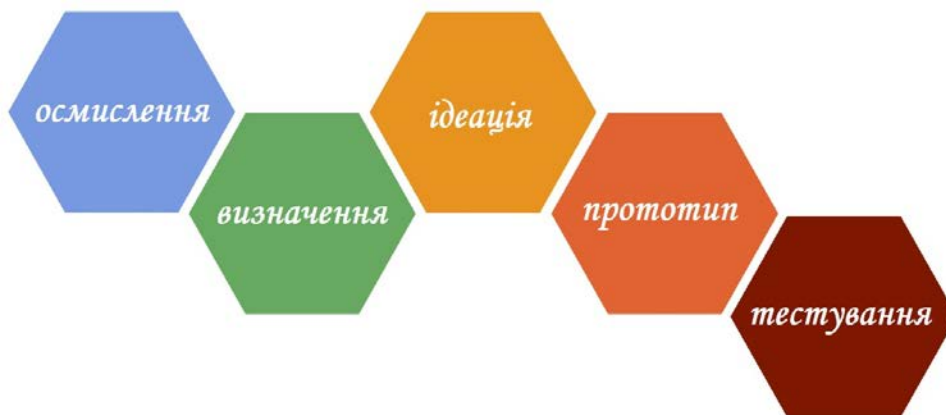 осмислення
визначення
ідеація
прототип
тестування